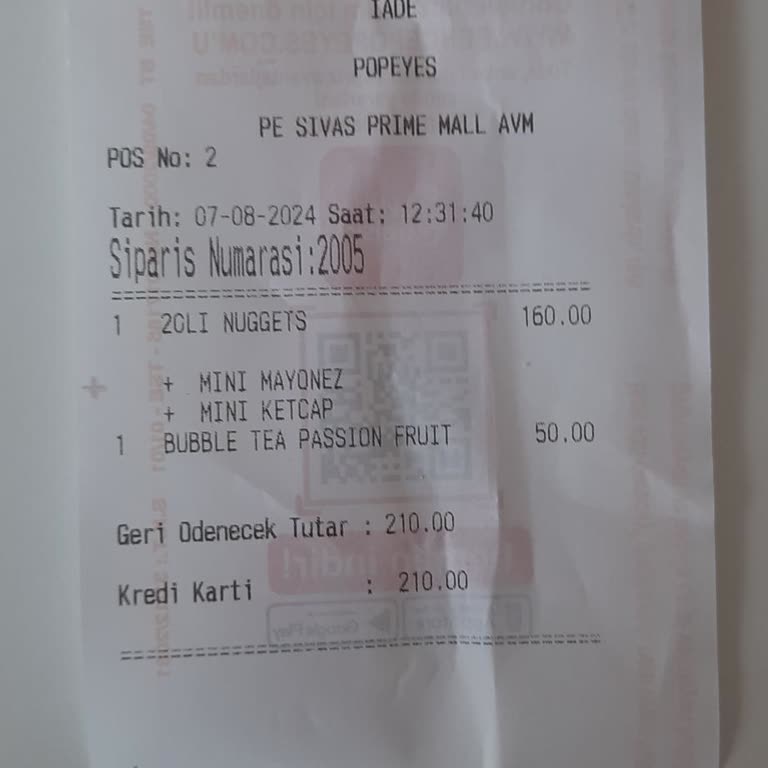 IADE
POPEYES
PE SIVAS PRIME MALL AVM
POS No: 2
Tarih: 07-08-2024 Saat: 12:31:40
Siparis Numarasi:2005
1 20LI NUGGETS 160.00
+ MINI MAYONEZ
+ MINI KETCAP
1 BUBBLE TEA PASSION FRUIT 50.00
Geri Odenecek Tutar : 210.00
Kredi Karti : 210.00